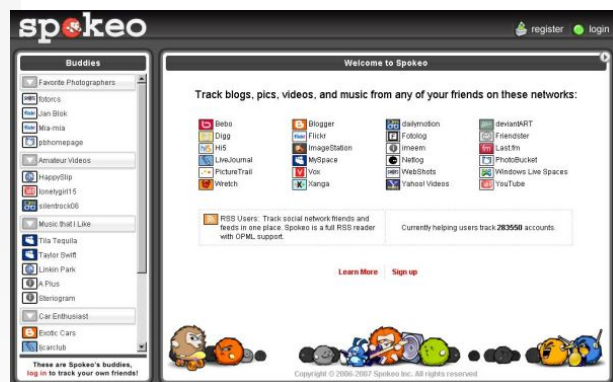 spokeo
register login
Buddies
Favorite Photographers
fotorcs
Jan Blok
Mia-mia
pbhomepage
Amateur Videos
HappySlip
lonelygirl15
silentrock06
Music that I Like
Tila Tequila
Taylor Swift
Linkin Park
A Plus
Steriogram
Car Enthusiast
Exotic Cars
ticarclub
These are Spokeo's buddies,
log in to track your own friends!
Welcome to Spokeo
Track blogs, pics, videos, and music from any of your friends on these networks:
Bebo Blogger dailymotion deviantART
Digg Flickr Fotolog Friendster
Hi5 ImageStation imeem Last.fm
LiveJournal MySpace Netlog PhotoBucket
PictureTrail Vox WebShots Windows Live Spaces
Wretch Xanga Yahoo! Videos YouTube
RSS Users: Track social network friends and
feeds in one place. Spokeo is a full RSS reader
with OPML support.
Currently helping users track 283550 accounts.
Learn More Sign up
Copyright © 2006-2007 Spokeo Inc. All rights reserved